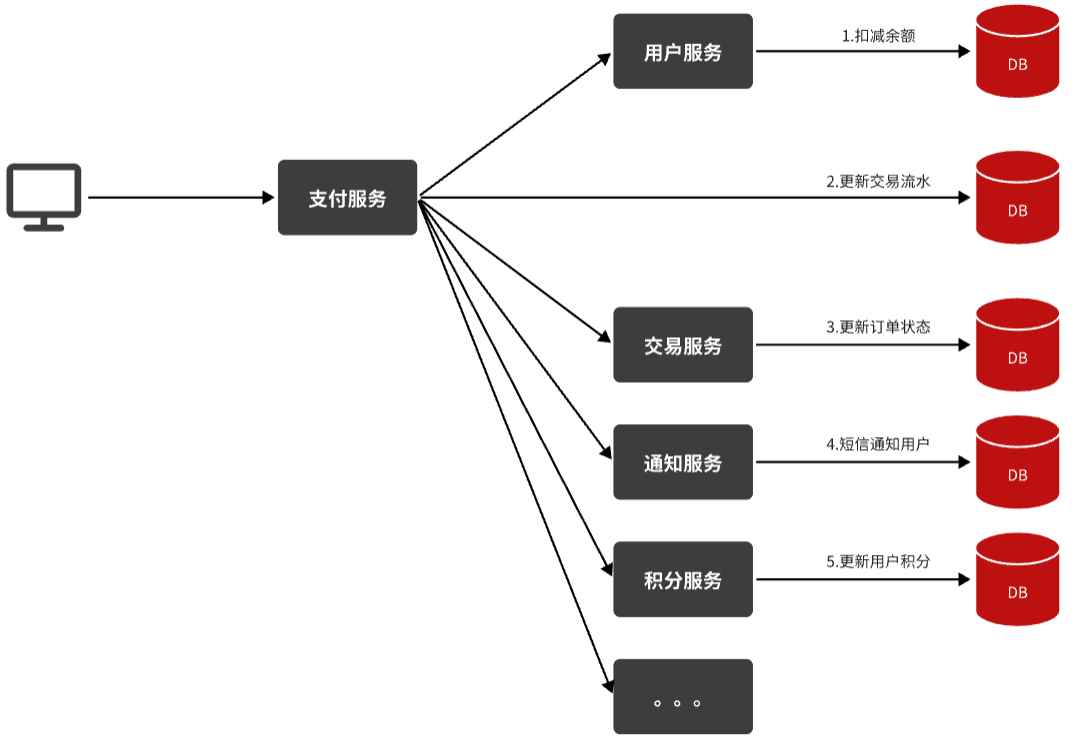 用户服务
1.扣减余额
DB
支付服务
2.更新交易流水
DB
交易服务
3.更新订单状态
DB
通知服务
4.短信通知用户
DB
积分服务
5.更新用户积分
DB
。。。